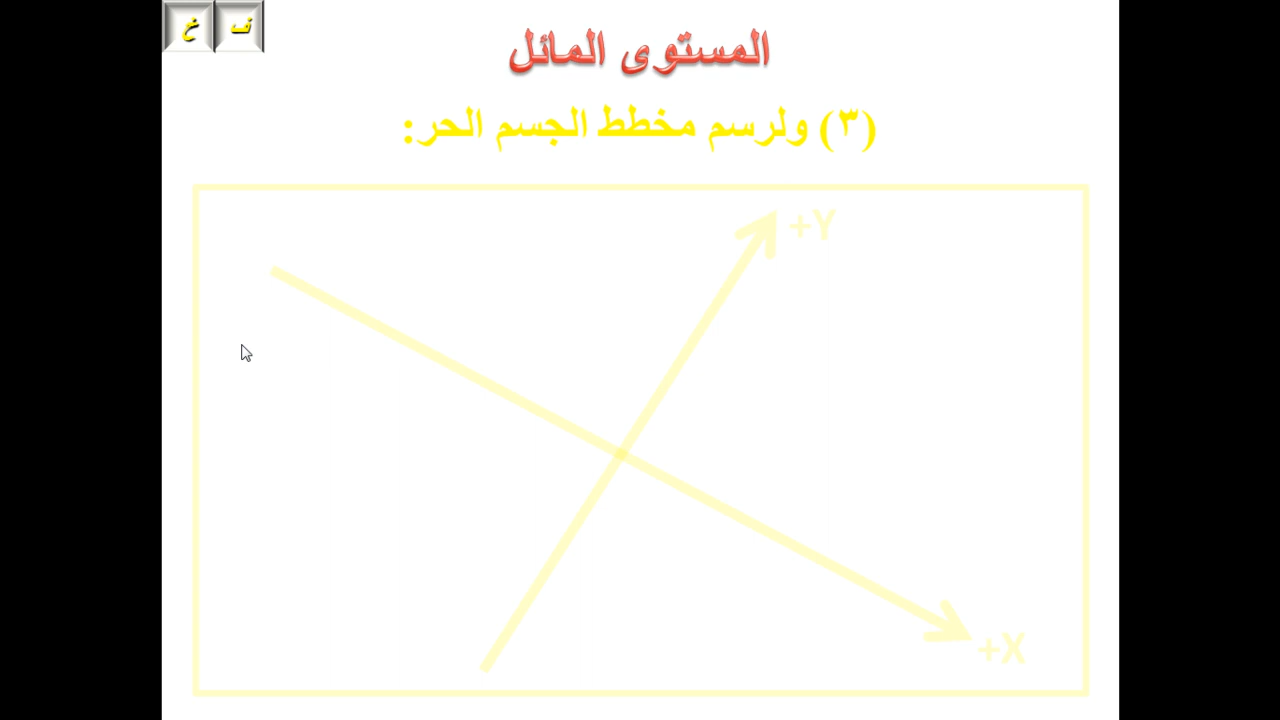 ف
خ
المستوى المائل
(٣) ولرسم مخطط الجسم الحر:
+Y
+X